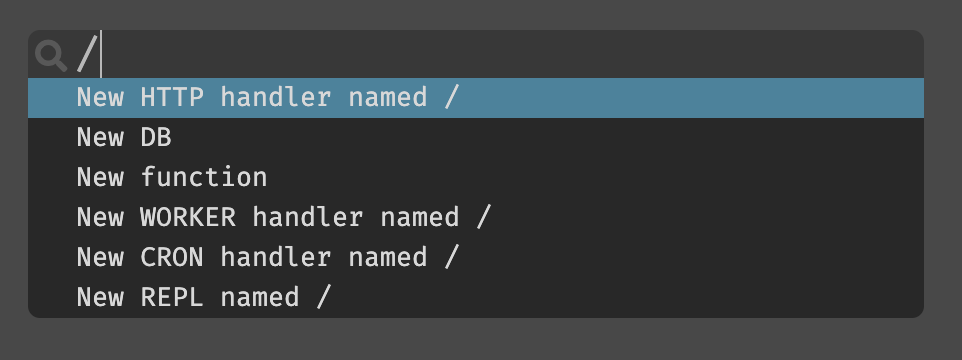 /
New HTTP handler named /
New DB
New function
New WORKER handler named /
New CRON handler named /
New REPL named /